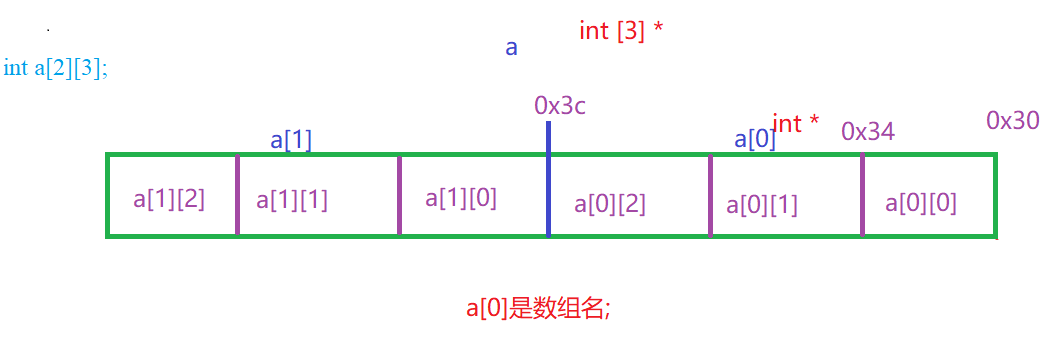 int [3] *
a
int a[2][3];
0x3c
int *
0x34
0x30
a[1]
a[0]
a[1][2]
a[1][1]
a[1][0]
a[0][2]
a[0][1]
a[0][0]
a[0]是数组名;